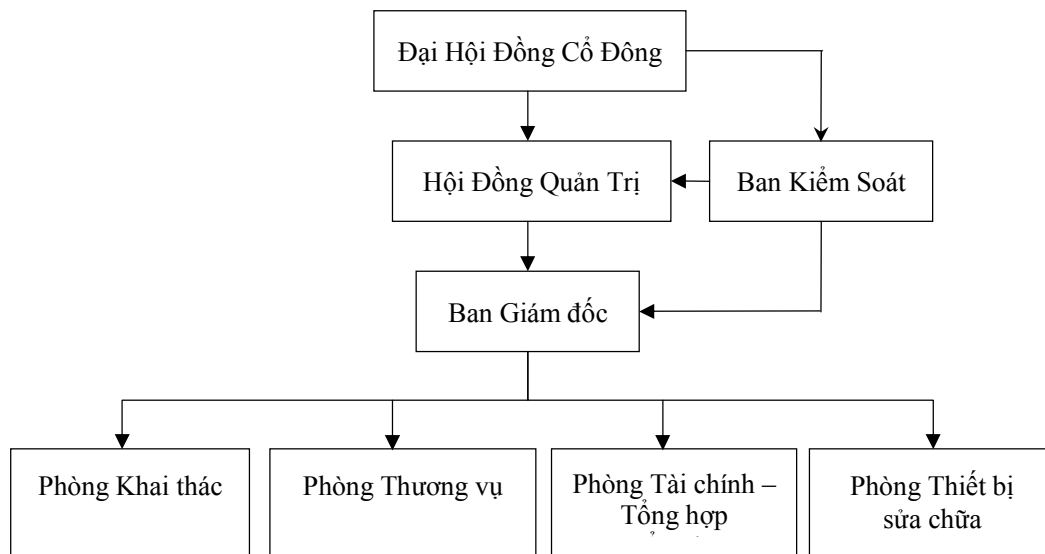 Đại Hội Đồng Cổ Đông
Hội Đồng Quản Trị
Ban Kiểm Soát
Ban Giám đốc
Phòng Khai thác
Phòng Thương vụ
Phòng Tài chính –
Tổng hợp
Phòng Thiết bị
sửa chữa